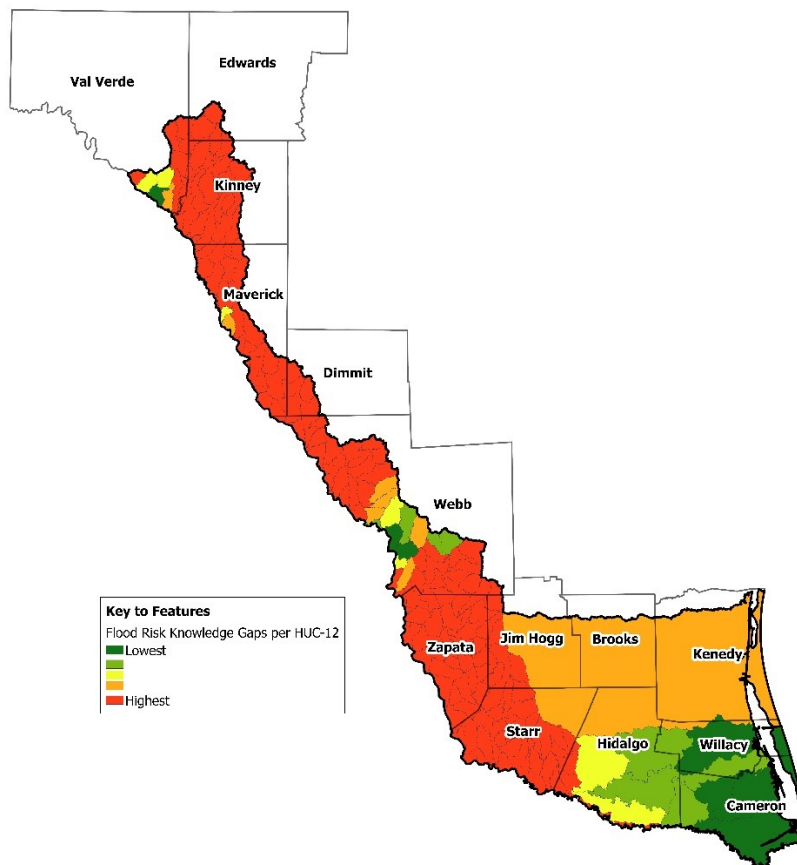 Edwards
Val Verde
Kinney
Maverick
Dimmit
Webb
Key to Features
Flood Risk Knowledge Gaps per HUC-12
Lowest
Highest
Zapata
Jim Hogg
Brooks
Kenedy
Starr
Hidalgo
Willacy
Cameron